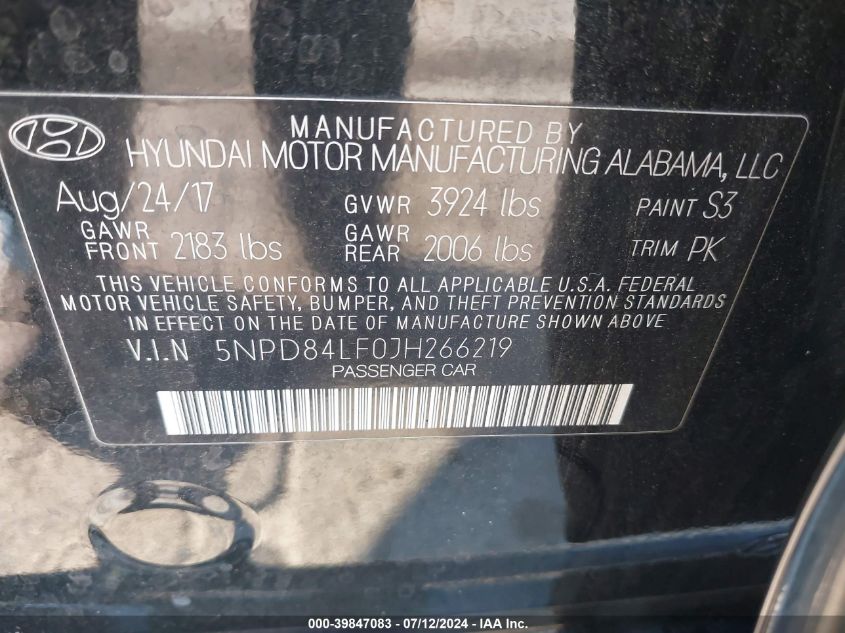 MANUFACTURED BY
HYUNDAI MOTOR MANUFACTURING ALABAMA, LLC
Aug/24/17 GVWR 3924 lbs PAINT S3
GAWR FRONT 2183 lbs GAWR REAR 2006 lbs TRIM PK
THIS VEHICLE CONFORMS TO ALL APPLICABLE U.S.A. FEDERAL
MOTOR VEHICLE SAFETY, BUMPER, AND THEFT PREVENTION STANDARDS
IN EFFECT ON THE DATE OF MANUFACTURE SHOWN ABOVE
V.I.N 5NPD84LF0JH266219
PASSENGER CAR
000-39847083 - 07/12/2024 - IAA Inc.